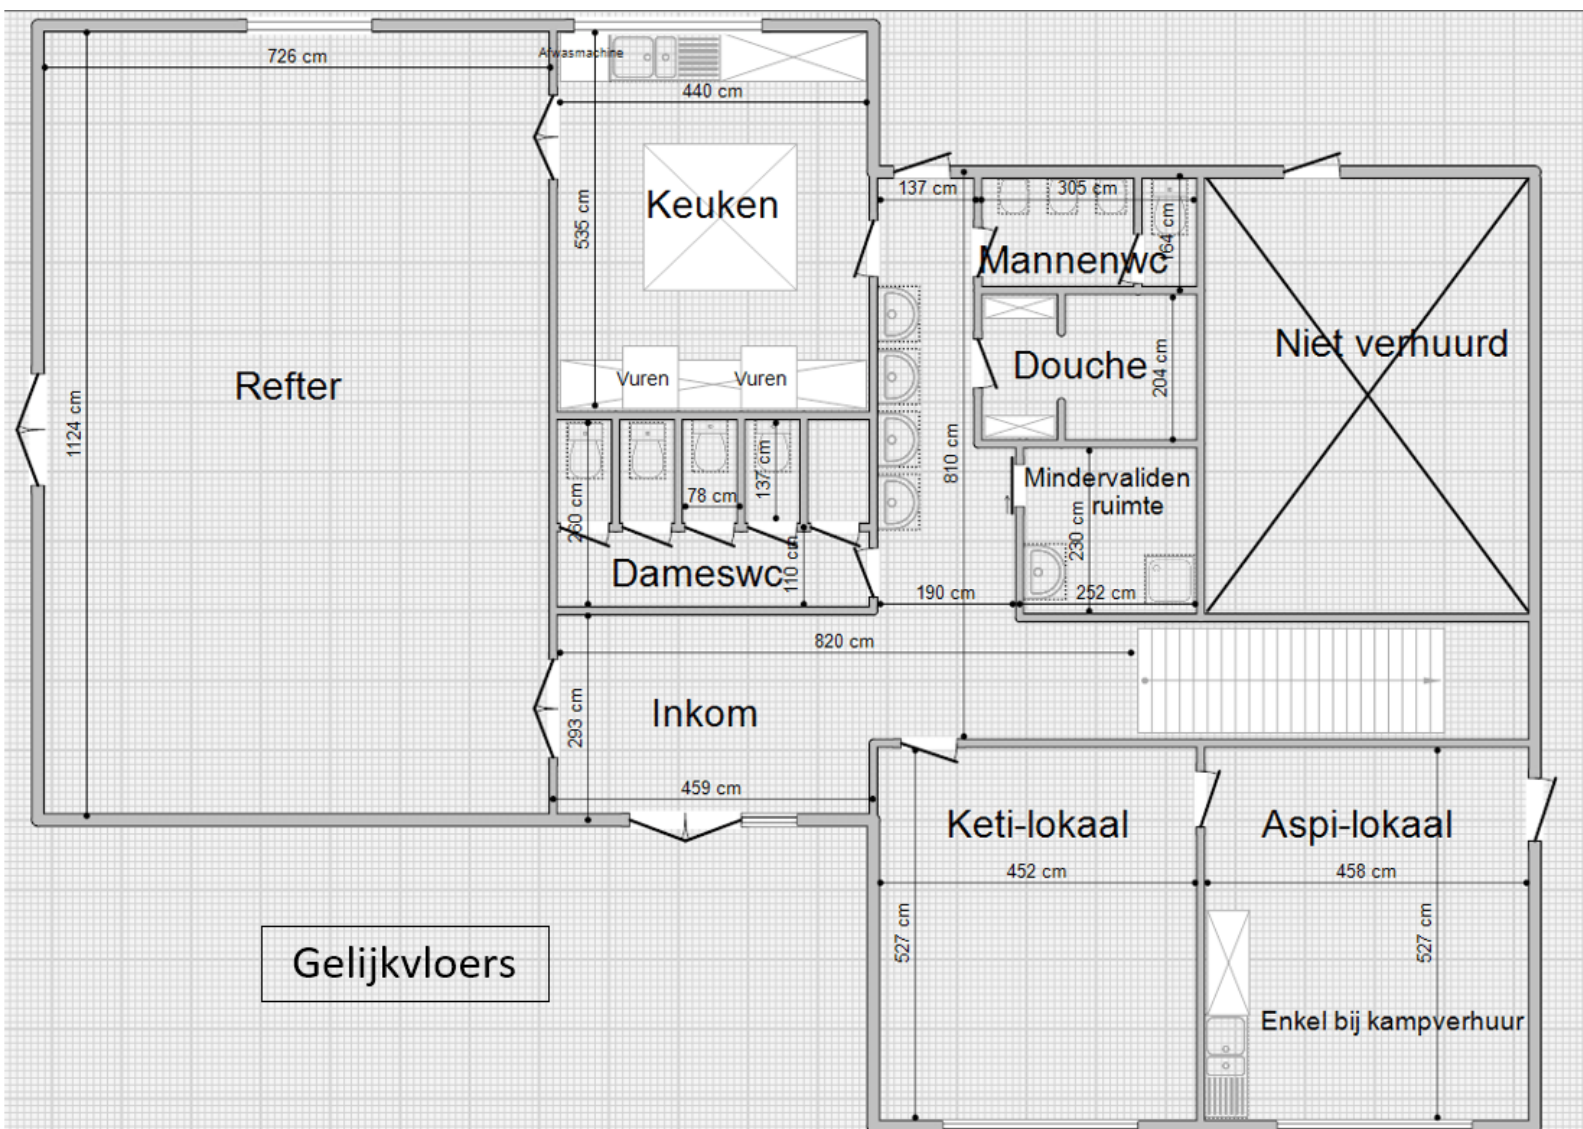 726 cm
Afwasmachine
440 cm
137 cm
305 cm
Keuken
535 cm
164 cm
Mannenwc
Niet verhuurd
Douche
204 cm
Vuren
Vuren
Refter
1124 cm
810 cm
Mindervaliden
ruimte
78 cm
137 cm
260 cm
230 cm
Dameswc
110 cm
190 cm
252 cm
820 cm
Inkom
293 cm
459 cm
Keti-lokaal
Aspi-lokaal
452 cm
458 cm
527 cm
527 cm
Gelijkvloers
Enkel bij kampverhuur